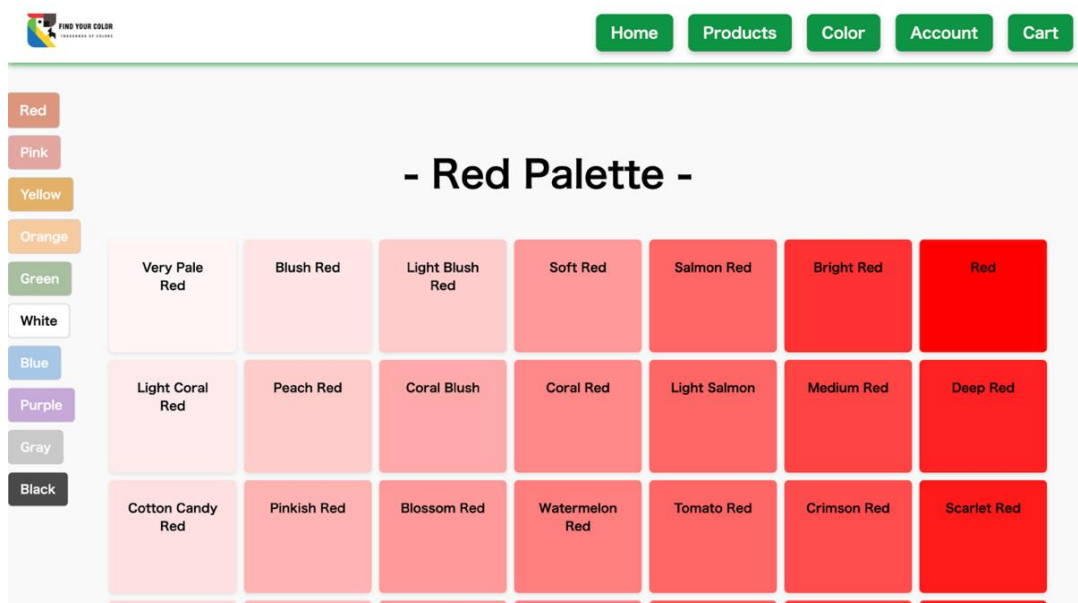 FIND YOUR COLOR
THOUSANDS OF COLORS
Home
Products
Color
Account
Cart
Red
Pink
Yellow
Orange
Green
White
Blue
Purple
Gray
Black
- Red Palette -
Very Pale
Red
Blush Red
Light Blush
Red
Soft Red
Salmon Red
Bright Red
Red
Light Coral
Red
Peach Red
Coral Blush
Coral Red
Light Salmon
Medium Red
Deep Red
Cotton Candy
Red
Pinkish Red
Blossom Red
Watermelon
Red
Tomato Red
Crimson Red
Scarlet Red